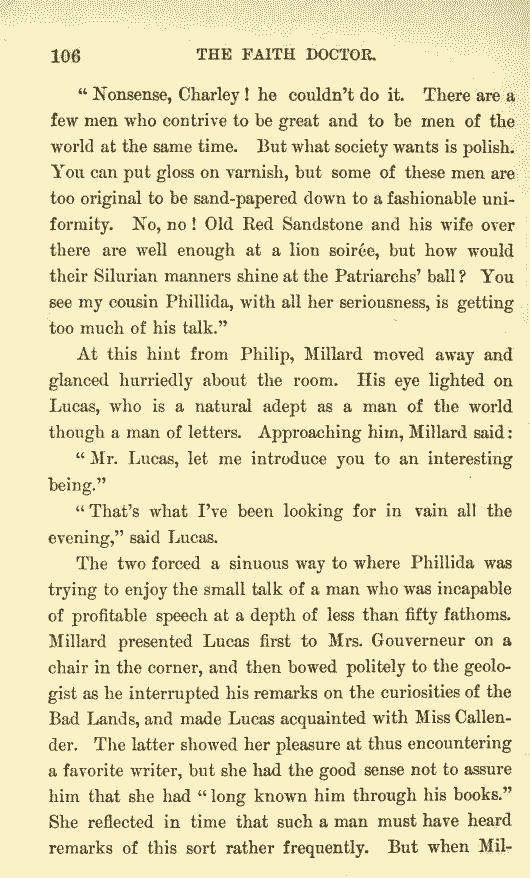 106 THE FAITH DOCTOR.
“Nonsense, Charley! he couldn’t do it. There are a
few men who contrive to be great and to be men of the
world at the same time. But what society wants is polish.
You can put gloss on varnish, but some of these men are
too original to be sand-papered down to a fashionable uni-
formity. No, no! Old Red Sandstone and his wife over
there are well enough at a lion soirée, but how would
their Silurian manners shine at the Patriarchs’ ball? You
see my cousin Phillida, with all her seriousness, is getting
too much of his talk.”
At this hint from Philip, Millard moved away and
glanced hurriedly about the room. His eye lighted on
Lucas, who is a natural adept as a man of the world
though a man of letters. Approaching him, Millard said:
“Mr. Lucas, let me introduce you to an interesting
being.”
“That’s what I’ve been looking for in vain all the
evening,” said Lucas.
The two forced a sinuous way to where Phillida was
trying to enjoy the small talk of a man who was incapable
of profitable speech at a depth of less than fifty fathoms.
Millard presented Lucas first to Mrs. Gouverneur on a
chair in the corner, and then bowed politely to the geolo-
gist as he interrupted his remarks on the curiosities of the
Bad Lands, and made Lucas acquainted with Miss Callen-
der. The latter showed her pleasure at thus encountering
a favorite writer, but she had the good sense not to assure
him that she had “long known him through his books.”
She reflected in time that such a man must have heard
remarks of this sort rather frequently. But when Mil-